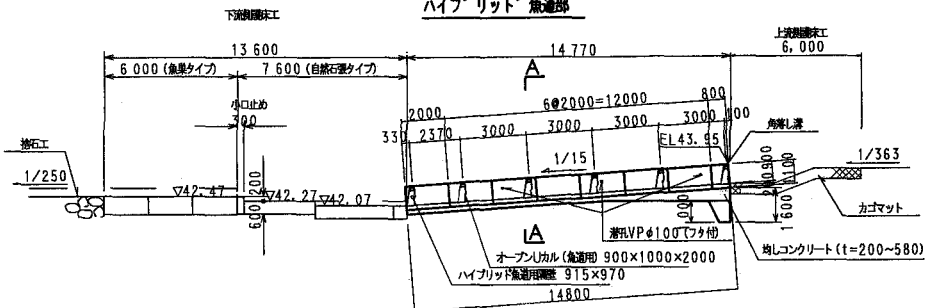 ハイブリッド魚道部
下流側護床工
上流側護床工
13 600
14.770
6,000
6 000 (魚巣タイプ)
7 600 (自然石張タイプ)
A
800
6@2000=12000
小口止め
300
2000
330
2370
3000
3000
3000
3000
100
角落し溝
EL43.95
捨石工
1/15
1/363
1/250
▽42.47
200
▽42.27
▽42.07
600
900
1600
カゴマット
A
潜孔VPφ100(フタ付)
均しコンクリート(t=200~580)
オープンリカル(魚道用) 900×1000×2000
ハイブリッド魚道用隔壁 915×970
14800